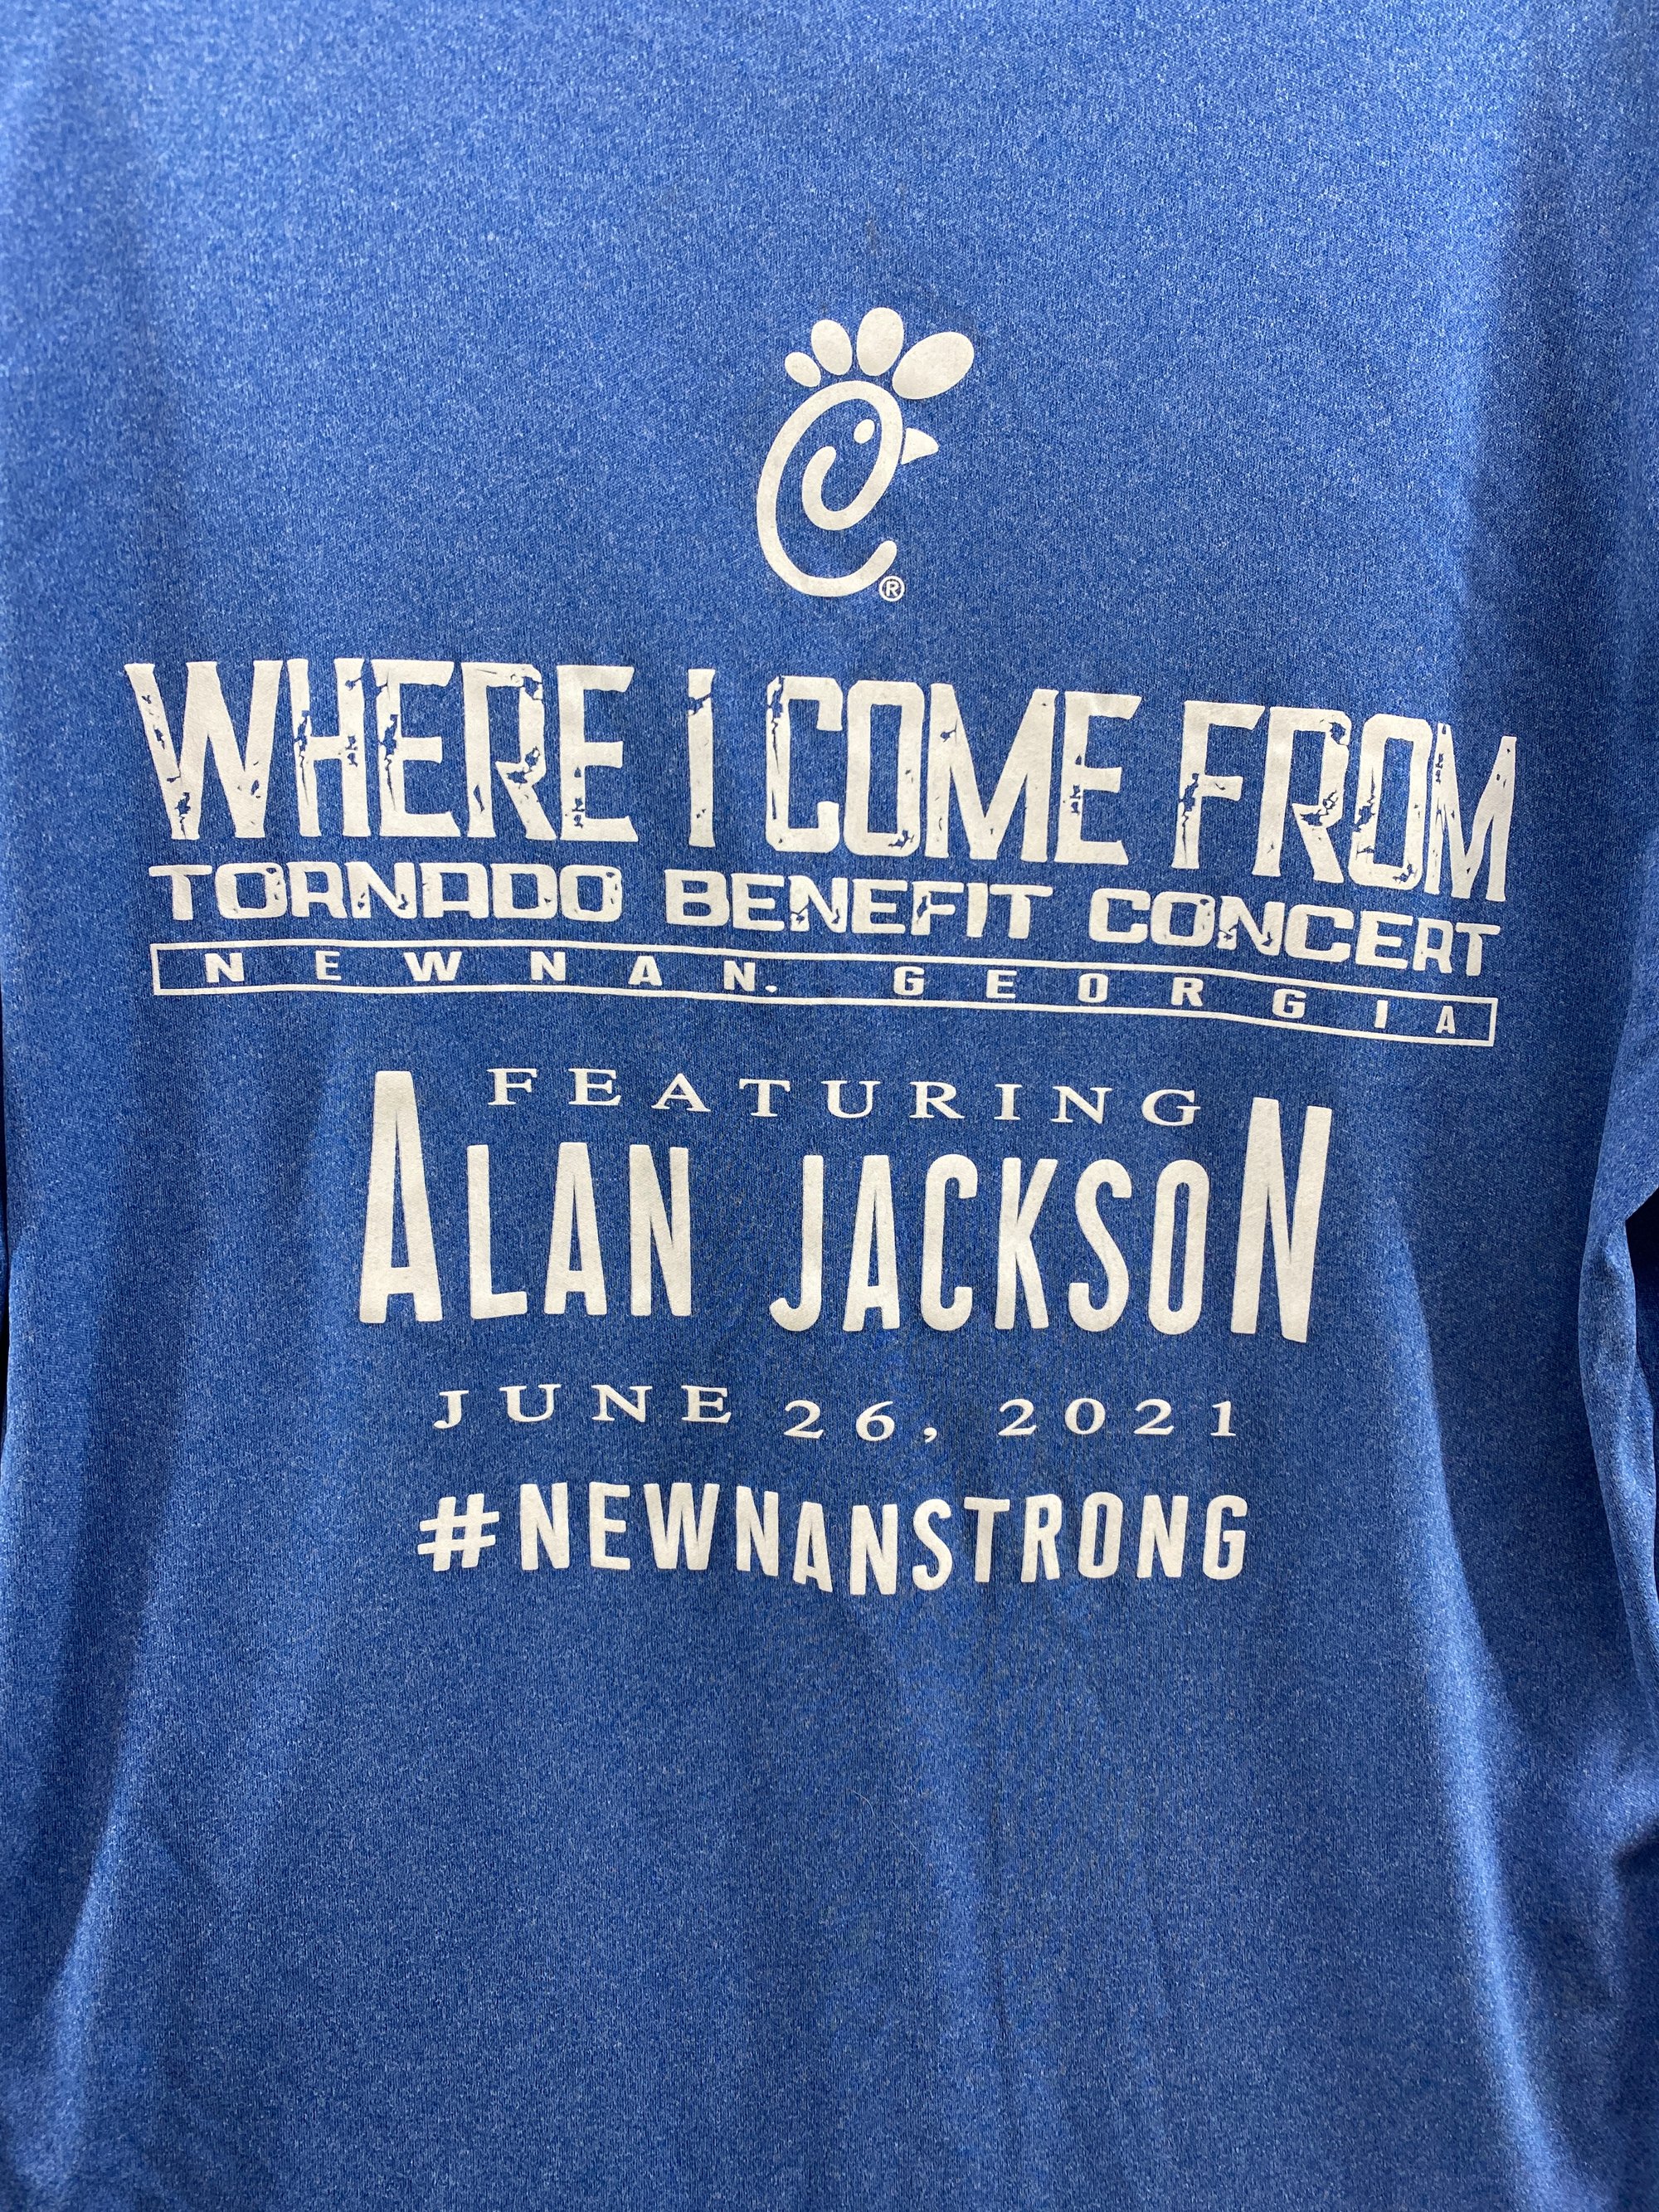 ®
WHERE I COME FROM
TORNADO BENEFIT CONCERT
NEWNAN, GEORGIA
FEATURING
ALAN JACKSON
JUNE 26, 2021
#NEWNANSTRONG